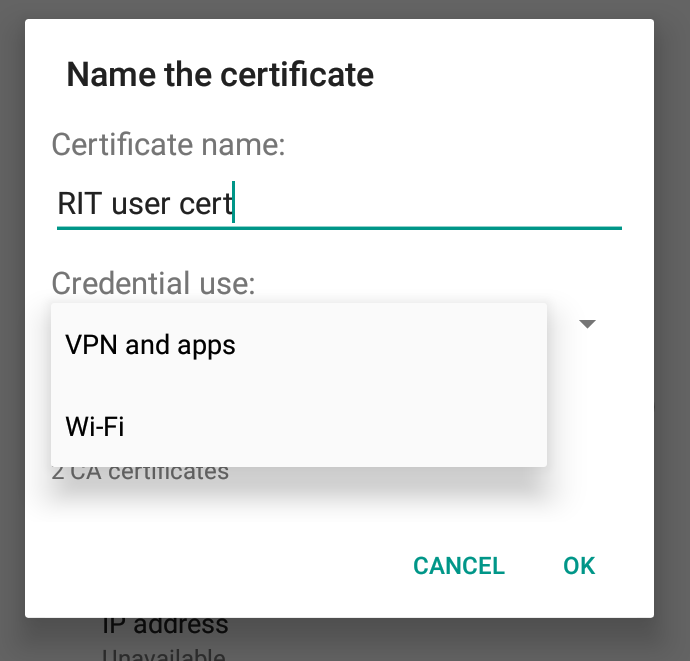 Name the certificate
Certificate name:
RIT user cert
Credential use:
VPN and apps
Wi-Fi
2 CA certificates
CANCEL OK
IP address
Unavailable